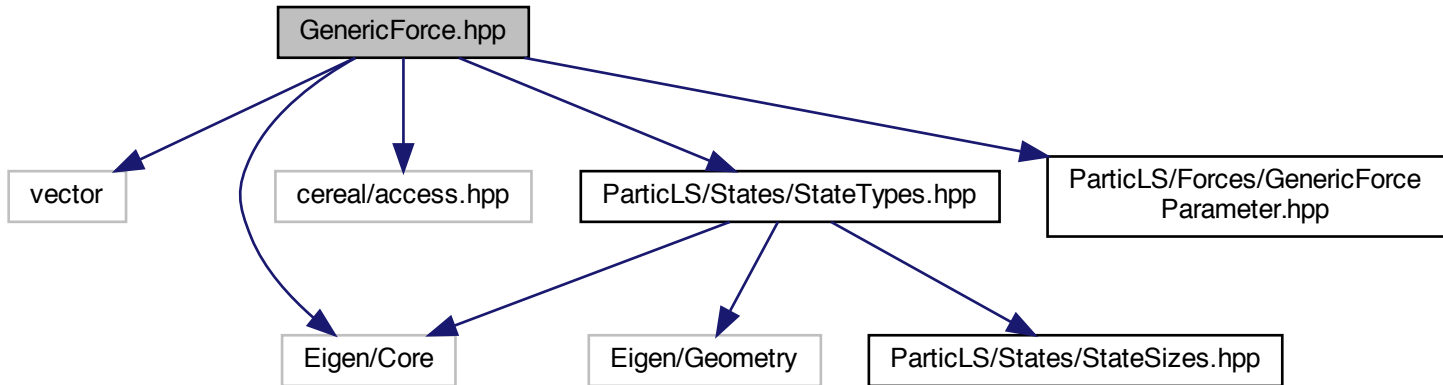 GenericForce.hpp
vector
cereal/access.hpp
ParticLS/States/StateTypes.hpp
ParticLS/Forces/GenericForce
Parameter.hpp
Eigen/Core
Eigen/Geometry
ParticLS/States/StateSizes.hpp